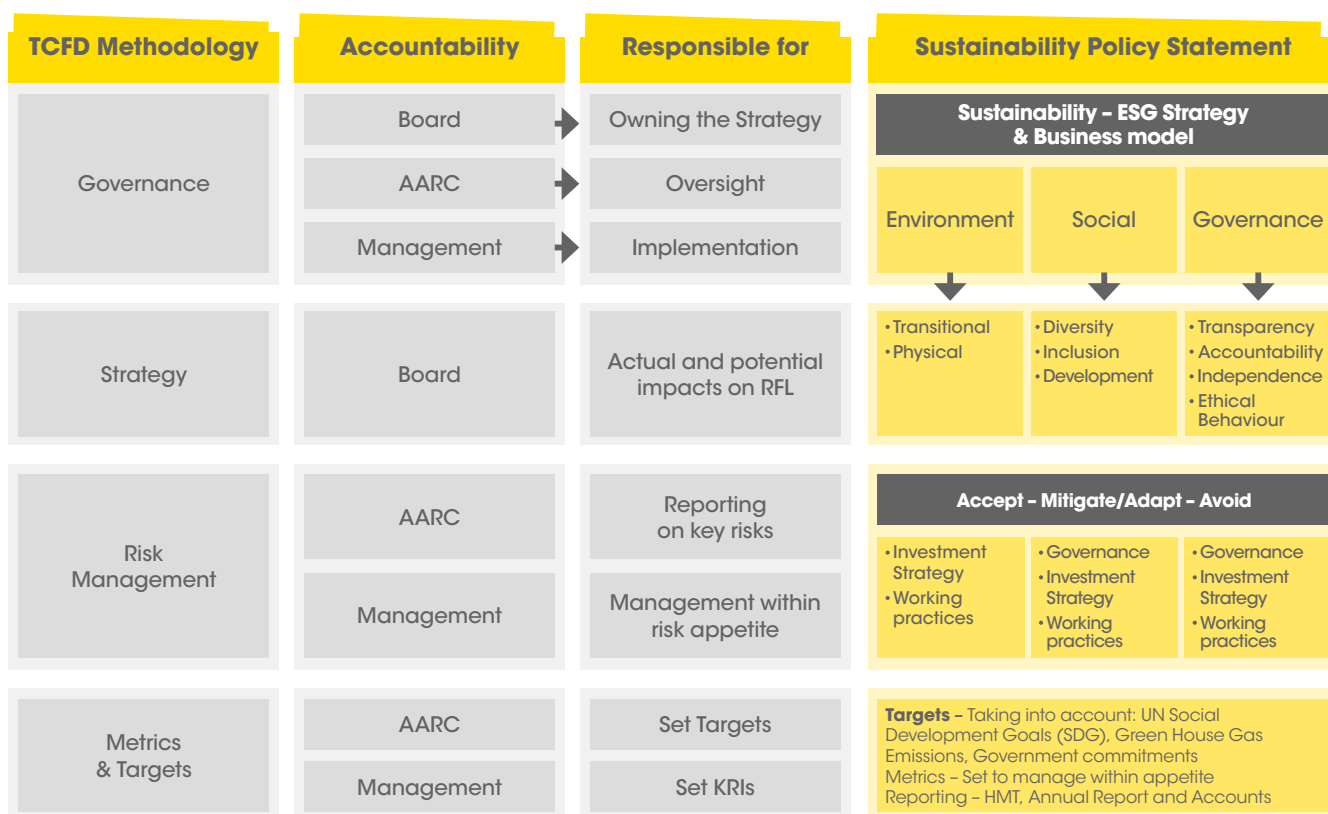 TCFD Methodology
Accountability
Responsible for
Sustainability Policy Statement
Governance
Board
Owning the Strategy
AARC
Oversight
Management
Implementation
Sustainability – ESG Strategy
& Business model
Environment
Social
Governance
Strategy
Board
Actual and potential
impacts on RFL
• Transitional
• Physical
• Diversity
• Inclusion
• Development
• Transparency
• Accountability
• Independence
• Ethical
Behaviour
Risk
Management
AARC
Reporting
on key risks
Management
Management within
risk appetite
Accept – Mitigate/Adapt – Avoid
• Investment
Strategy
• Working
practices
• Governance
• Investment
Strategy
• Working
practices
• Governance
• Investment
Strategy
• Working
practices
Metrics
& Targets
AARC
Set Targets
Management
Set KRIs
Targets – Taking into account: UN Social
Development Goals (SDG), Green House Gas
Emissions, Government commitments
Metrics – Set to manage within appetite
Reporting – HMT, Annual Report and Accounts